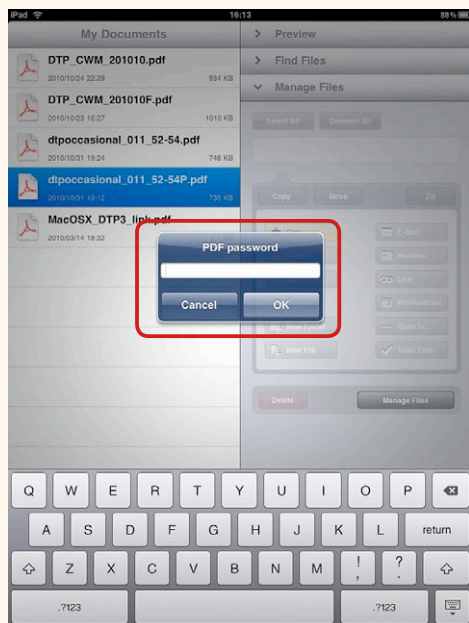 iPad 16:13 88%
My Documents
DTP_CWM_201010.pdf
2010/10/24 22:29 934 KB
DTP_CWM_201010F.pdf
2010/10/23 16:27 1010 KB
dtpoccasional_011_52-54.pdf
2010/10/31 19:24 746 KB
dtpoccasional_011_52-54P.pdf
2010/10/31 19:12 730 KB
MacOSX_DTP3_link.pdf
2010/03/14 18:32
> Preview
> Find Files
Manage Files
Select All Deselect All
Copy Move Zip
E-Mail
Rename
Link
PDFPortfolio
New Folder Open In...
New File Todo Task
Delete Manage Files
PDF password
Cancel OK
Q W E R T Y U I O P
A S D F G H J K L return
Z X C V B N M ! , ? .
.?123 .?123